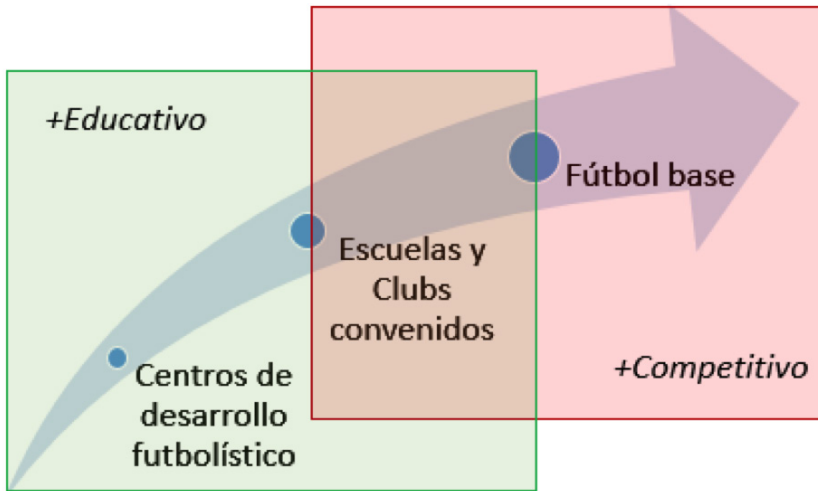 +Educativo
Fútbol base
Escuelas y
Clubs
convenidos
+Competitivo
Centros de
desarrollo
futbolístico